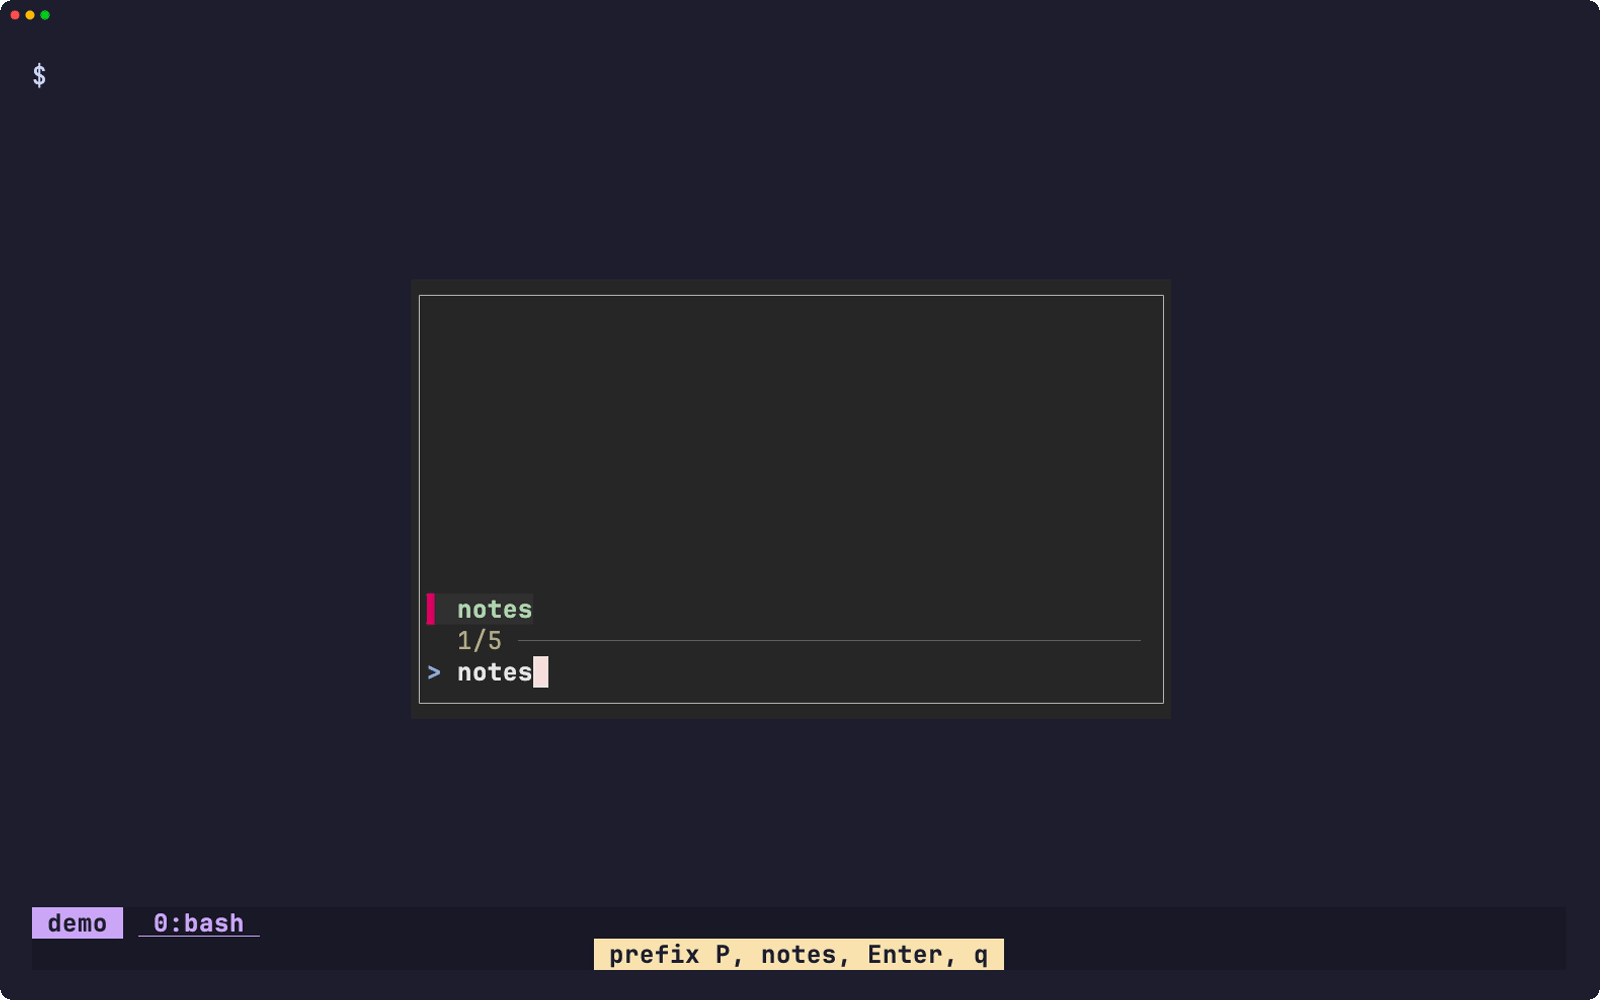 $
notes
1/5
> notes
demo 0:bash
prefix P, notes, Enter, q